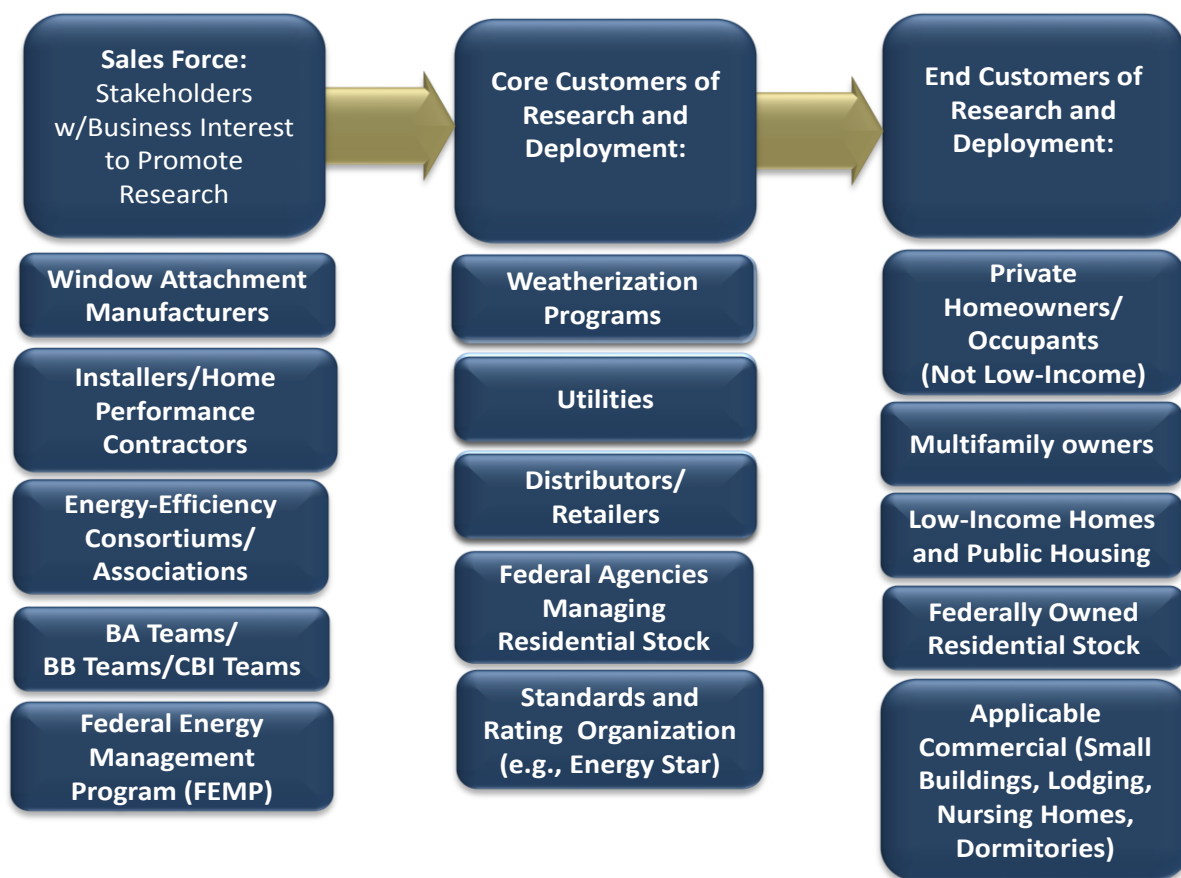 Sales Force:
Stakeholders
w/Business Interest
to Promote
Research
Window Attachment
Manufacturers
Installers/Home
Performance
Contractors
Energy-Efficiency
Consortiums/
Associations
BA Teams/
BB Teams/CBI Teams
Federal Energy
Management
Program (FEMP)
Core Customers of
Research and
Deployment:
Weatherization
Programs
Utilities
Distributors/
Retailers
Federal Agencies
Managing
Residential Stock
Standards and
Rating Organization
(e.g., Energy Star)
End Customers of
Research and
Deployment:
Private
Homeowners/
Occupants
(Not Low-Income)
Multifamily owners
Low-Income Homes
and Public Housing
Federally Owned
Residential Stock
Applicable
Commercial (Small
Buildings, Lodging,
Nursing Homes,
Dormitories)